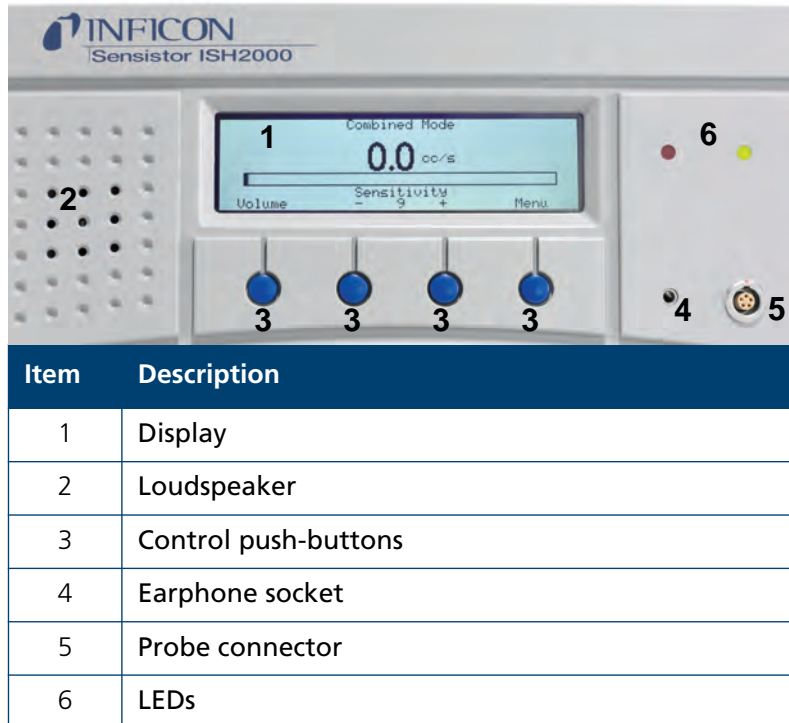 INFICON
Sensistor ISH2000
1
Combined Mode
0.0 cc/s
Sensitivity
Volume - 9 + Menu
2
6
3 3 3 3
4
5
Item Description
1 Display
2 Loudspeaker
3 Control push-buttons
4 Earphone socket
5 Probe connector
6 LEDs